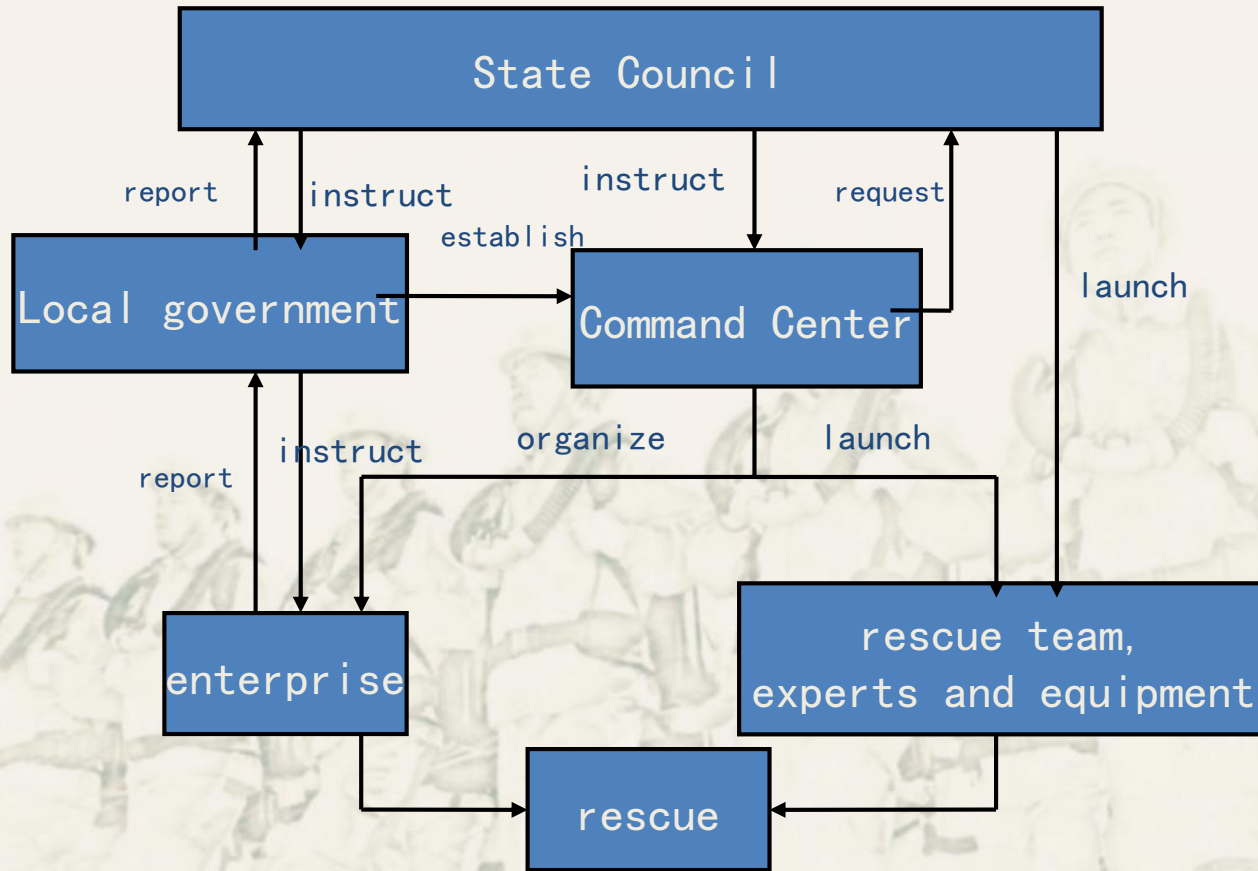 State Council
report
instruct
instruct
request
establish
launch
Local government
Command Center
organize
launch
instruct
report
enterprise
rescue team,
experts and equipment
rescue